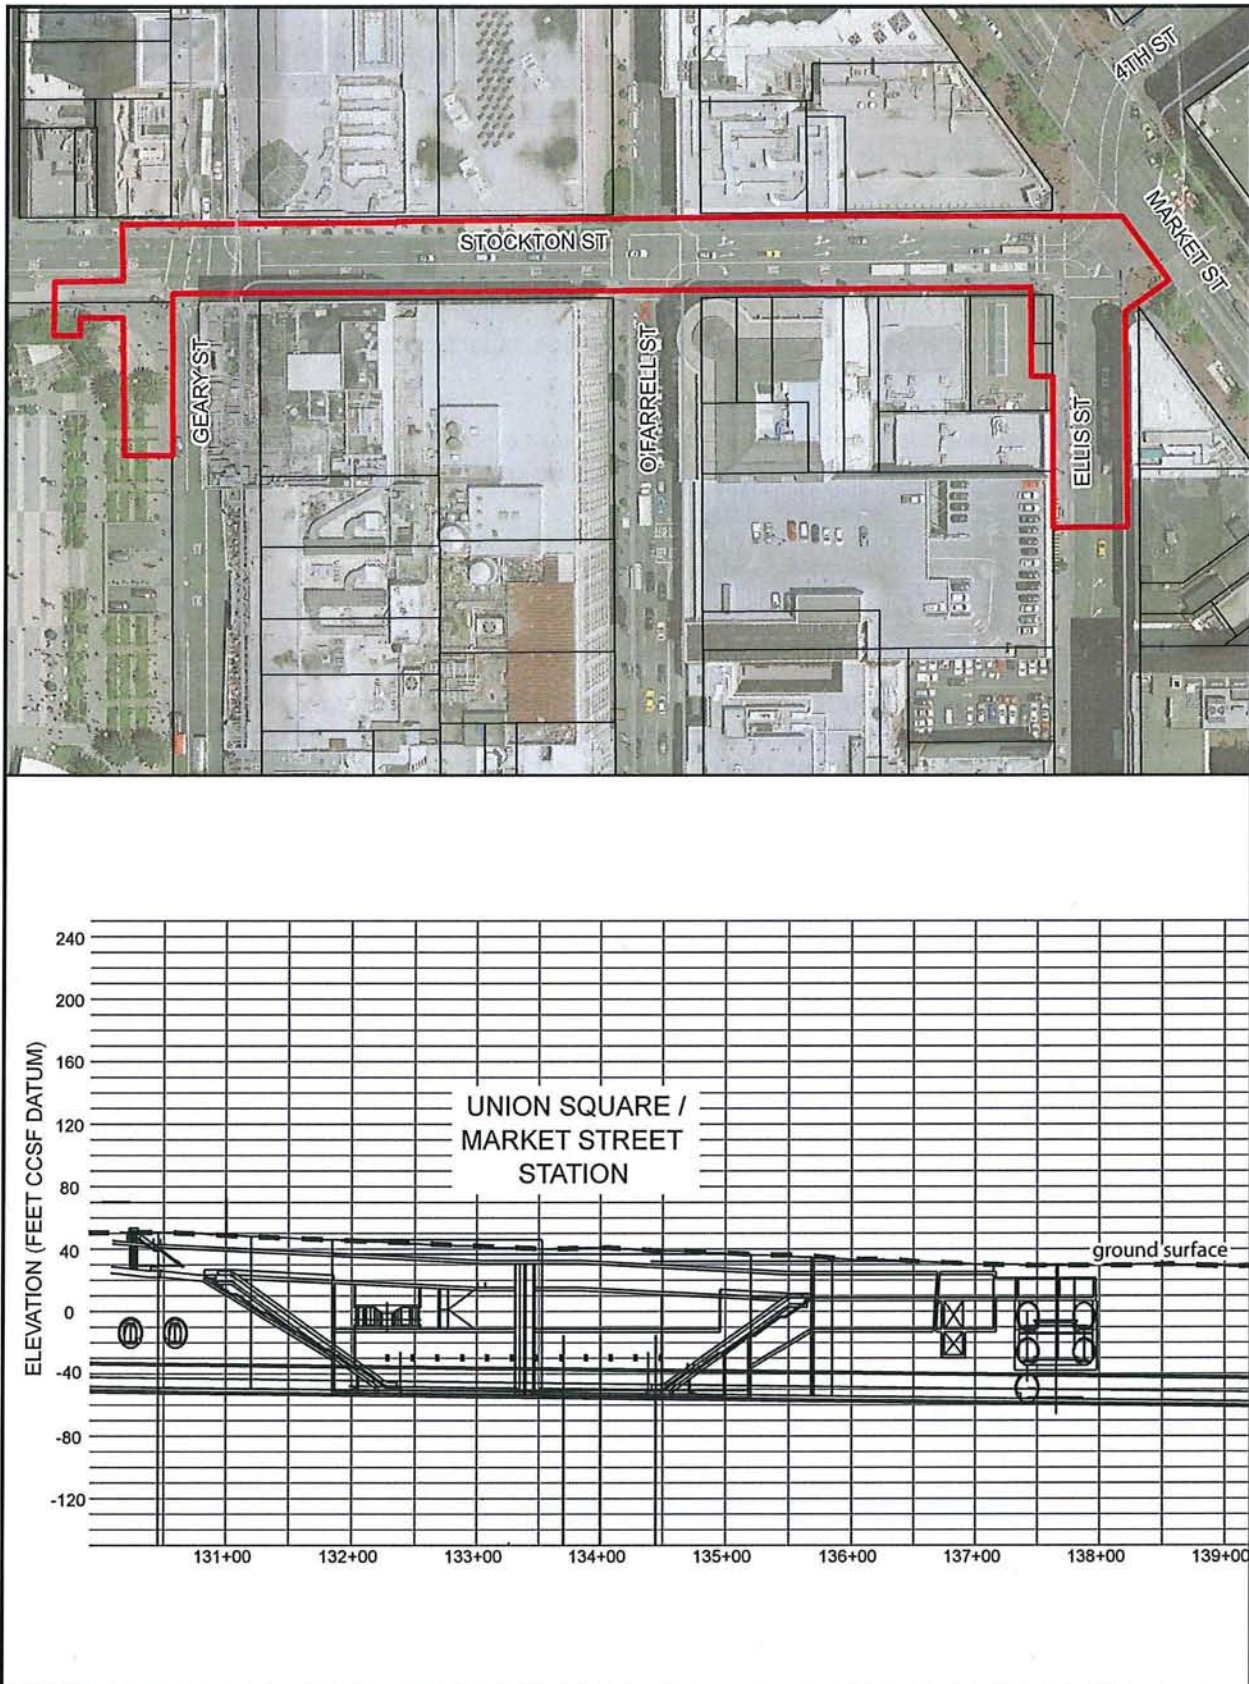 4TH ST
MARKET ST
STOCKTON ST
GEARY ST
O'FARRELL ST
ELLIS ST
ELEVATION (FEET CCSF DATUM)
240
200
160
120
80
40
0
-40
-80
-120
UNION SQUARE /
MARKET STREET
STATION
ground surface
131+00
132+00
133+00
134+00
135+00
136+00
137+00
138+00
139+00